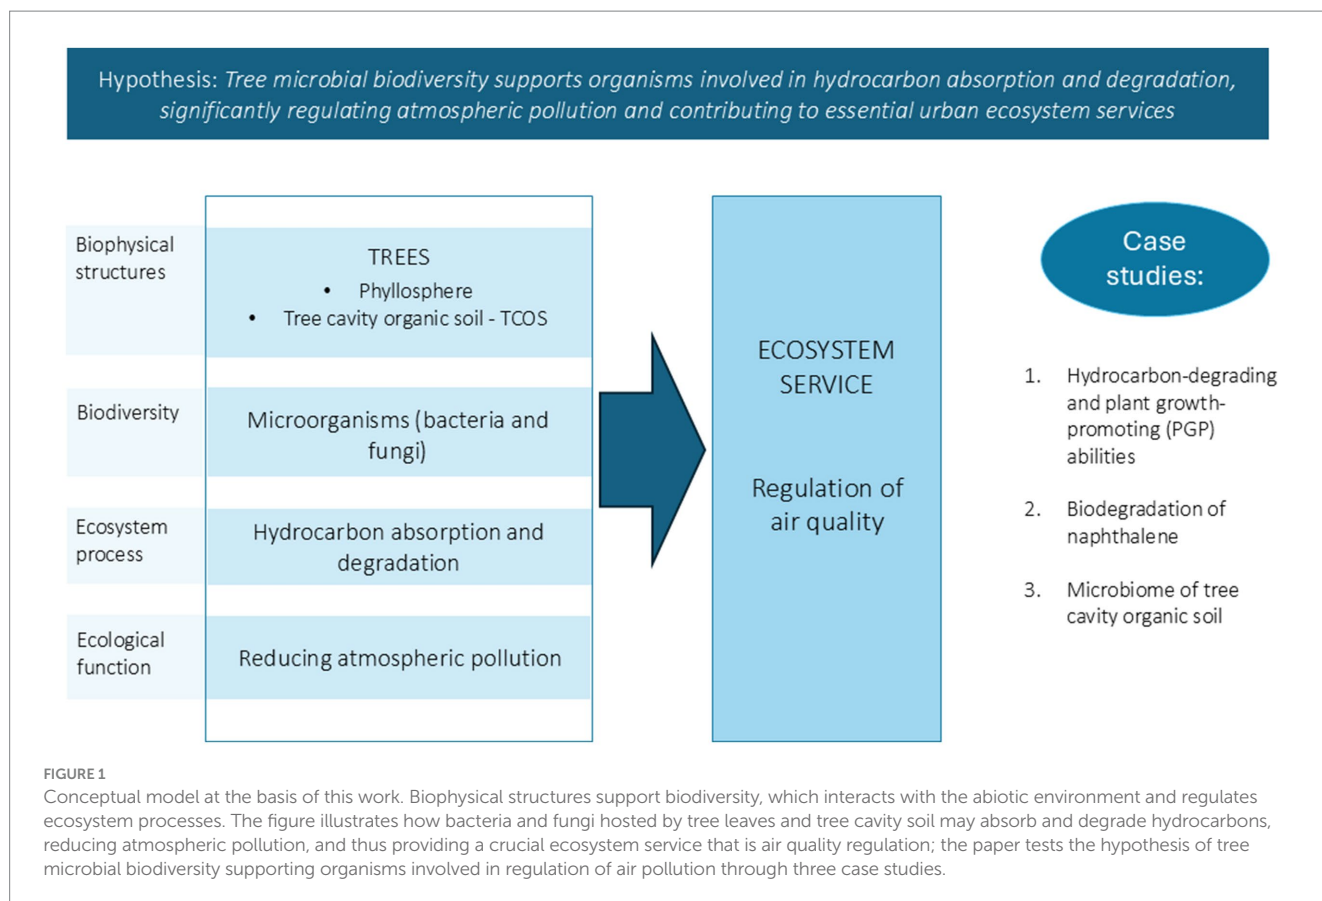 Hypothesis: Tree microbial biodiversity supports organisms involved in hydrocarbon absorption and degradation,
significantly regulating atmospheric pollution and contributing to essential urban ecosystem services
Biophysical
structures
TREES
• Phyllosphere
• Tree cavity organic soil - TCOS
Biodiversity
Microorganisms (bacteria and
fungi)
Ecosystem
process
Hydrocarbon absorption and
degradation
Ecological
function
Reducing atmospheric pollution
ECOSYSTEM
SERVICE
Regulation of
air quality
Case
studies:
1. Hydrocarbon-degrading
and plant growth-
promoting (PGP)
abilities
2. Biodegradation of
naphthalene
3. Microbiome of tree
cavity organic soil
FIGURE 1
Conceptual model at the basis of this work. Biophysical structures support biodiversity, which interacts with the abiotic environment and regulates
ecosystem processes. The figure illustrates how bacteria and fungi hosted by tree leaves and tree cavity soil may absorb and degrade hydrocarbons,
reducing atmospheric pollution, and thus providing a crucial ecosystem service that is air quality regulation; the paper tests the hypothesis of tree
microbial biodiversity supporting organisms involved in regulation of air pollution through three case studies.